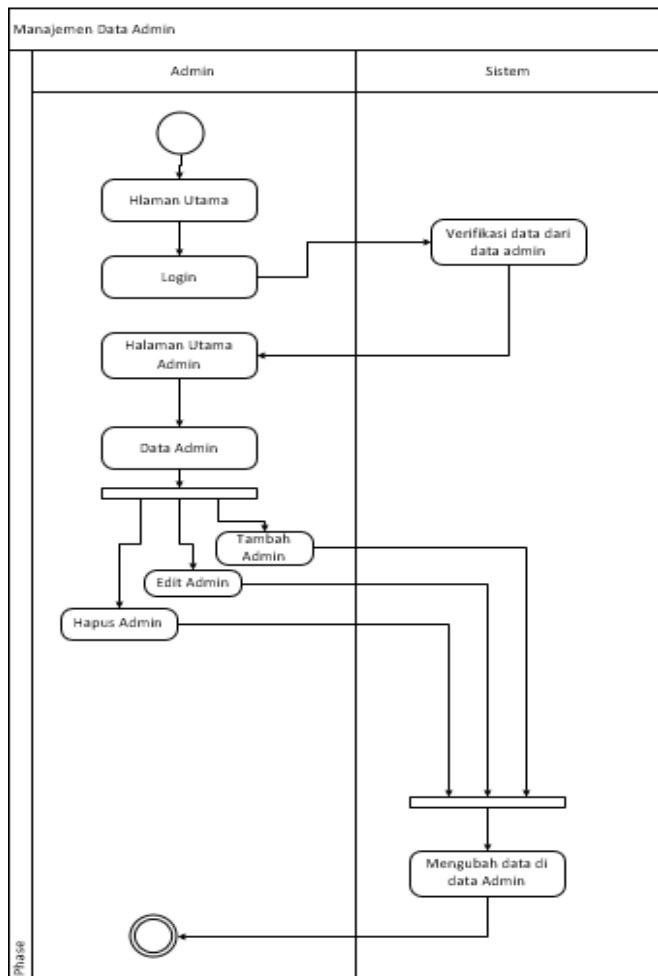 Manajemen Data Admin
Admin
Sistem
Hlaman Utama
Verifikasi data dari
data admin
Login
Halaman Utama
Admin
Data Admin
Tambah
Admin
Edit Admin
Hapus Admin
Mengubah data di
data Admin
Phase